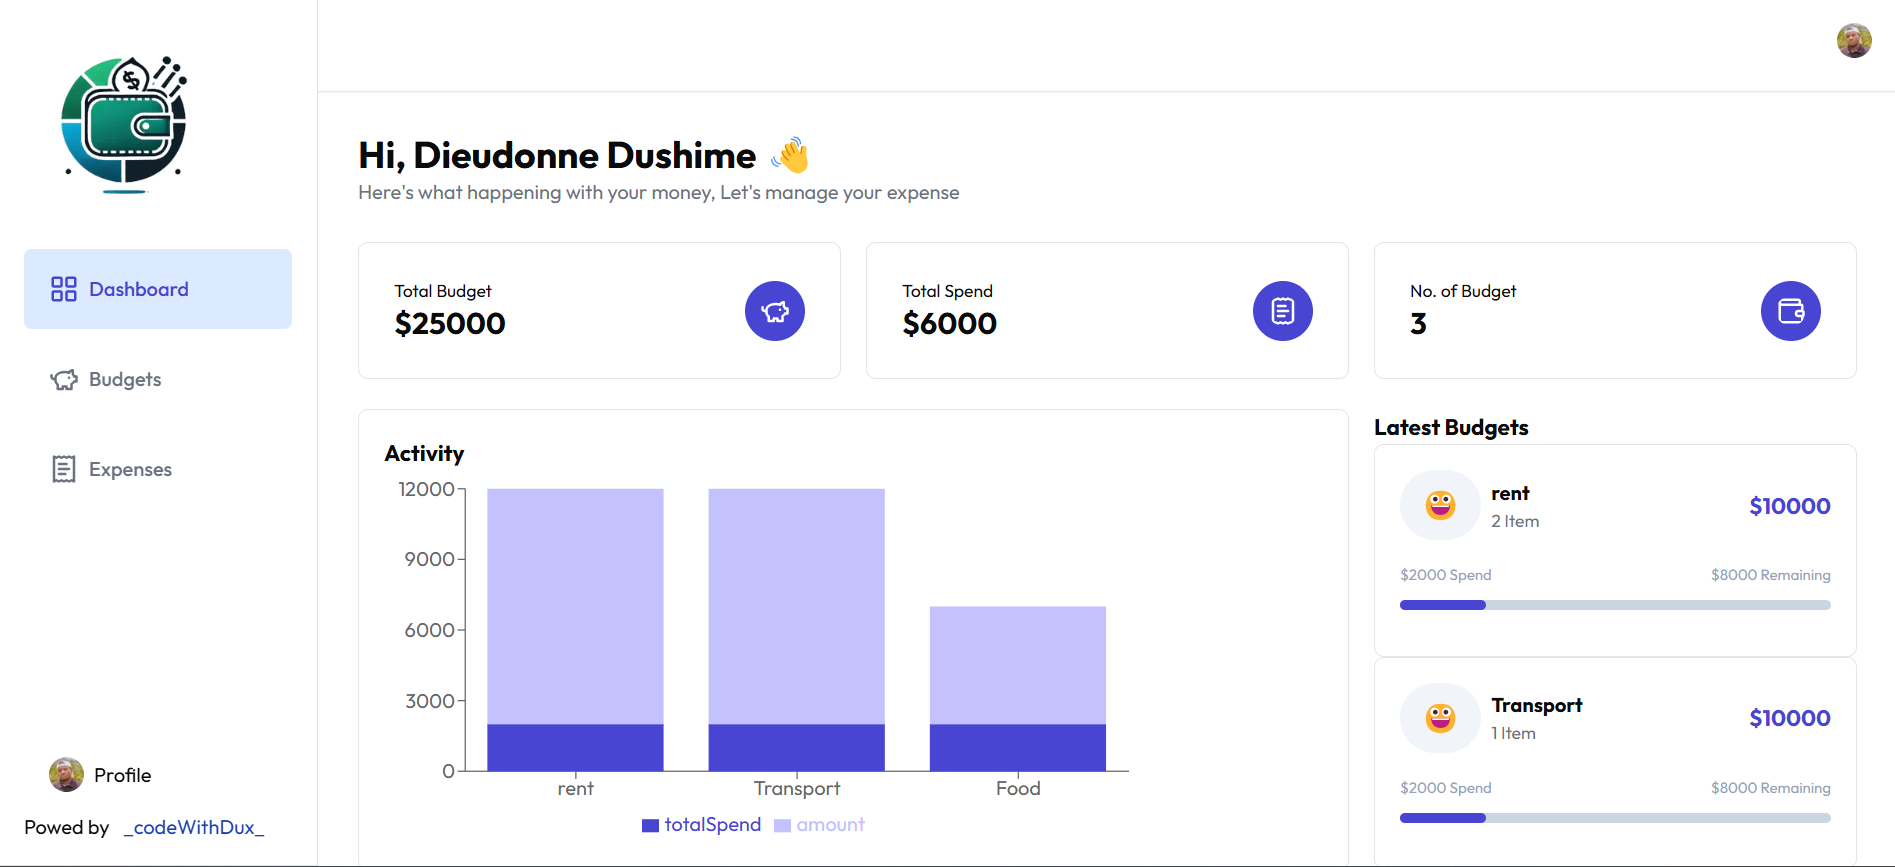 Dashboard
Budgets
Expenses
Profile
Powed by _codeWithDux_
Hi, Dieudonne Dushime 👋
Here's what happening with your money, Let's manage your expense
Total Budget
$25000
Total Spend
$6000
No. of Budget
3
Activity
12000
9000
6000
3000
0
rent Transport Food
totalSpend amount
Latest Budgets
rent
2 Item
$10000
$2000 Spend $8000 Remaining
Transport
1 Item
$10000
$2000 Spend $8000 Remaining